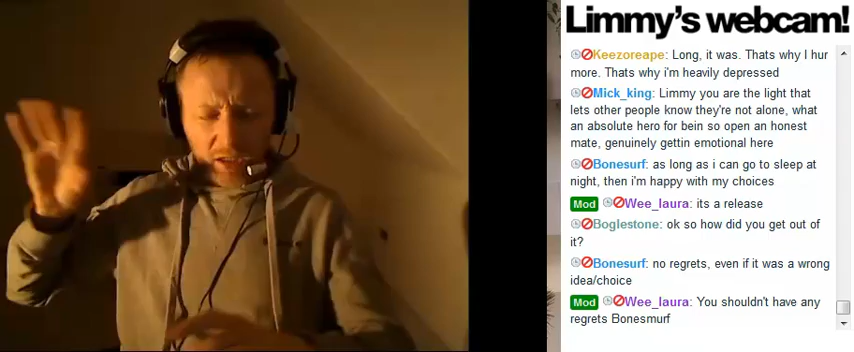 Limmy's webcam!
Keezoreape: Long, it was. Thats why I hur
more. Thats why i'm heavily depressed
Mick_king: Limmy you are the light that
lets other people know they're not alone, what
an absolute hero for bein so open an honest
mate, genuinely gettin emotional here
Bonesurf: as long as i can go to sleep at
night, then i'm happy with my choices
Mod Wee_laura: its a release
Boglestone: ok so how did you get out of
it?
Bonesurf: no regrets, even if it was a wrong
idea/choice
Mod Wee_laura: You shouldn't have any
regrets Bonesmurf